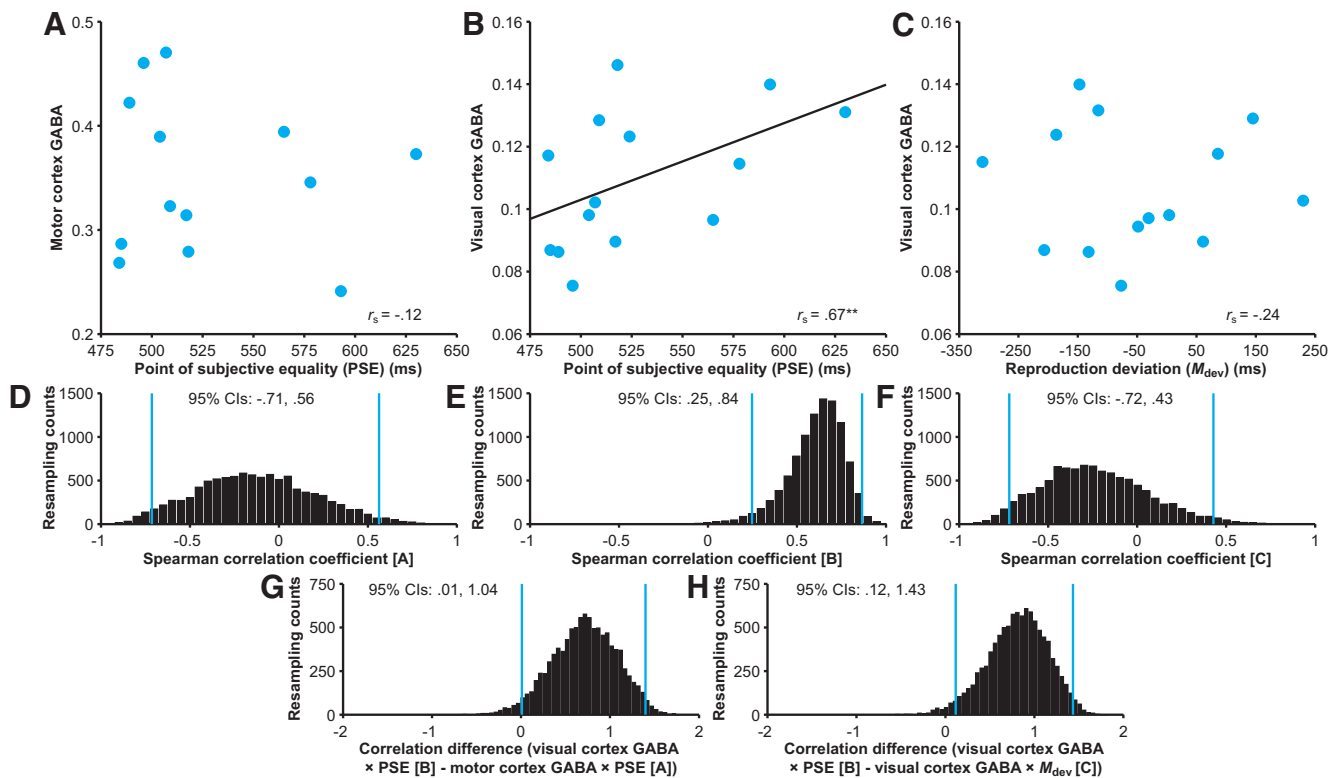 A
0.5
0.4
0.3
0.2
Motor cortex GABA
475 500 525 550 575 600 625 650
Point of subjective equality (PSE) (ms)
rs = -.12
B
0.16
0.14
0.12
0.1
0.08
0.06
Visual cortex GABA
475 500 525 550 575 600 625 650
Point of subjective equality (PSE) (ms)
rs = .67**
C
0.16
0.14
0.12
0.1
0.08
0.06
Visual cortex GABA
-350 -250 -150 -50 50 150 250
Reproduction deviation (Mdev) (ms)
rs = -.24
D
95% CIs: -.71, .56
1500
1000
500
0
Resampling counts
-1 -0.5 0 0.5 1
Spearman correlation coefficient [A]
E
95% CIs: .25, .84
1500
1000
500
0
Resampling counts
-1 -0.5 0 0.5 1
Spearman correlation coefficient [B]
F
95% CIs: -.72, .43
1500
1000
500
0
Resampling counts
-1 -0.5 0 0.5 1
Spearman correlation coefficient [C]
G
95% CIs: .01, 1.04
750
500
250
0
Resampling counts
-2 -1 0 1 2
Correlation difference (visual cortex GABA
× PSE [B] - motor cortex GABA × PSE [A])
H
95% CIs: .12, 1.43
750
500
250
0
Resampling counts
-2 -1 0 1 2
Correlation difference (visual cortex GABA
× PSE [B] - visual cortex GABA × Mdev [C])